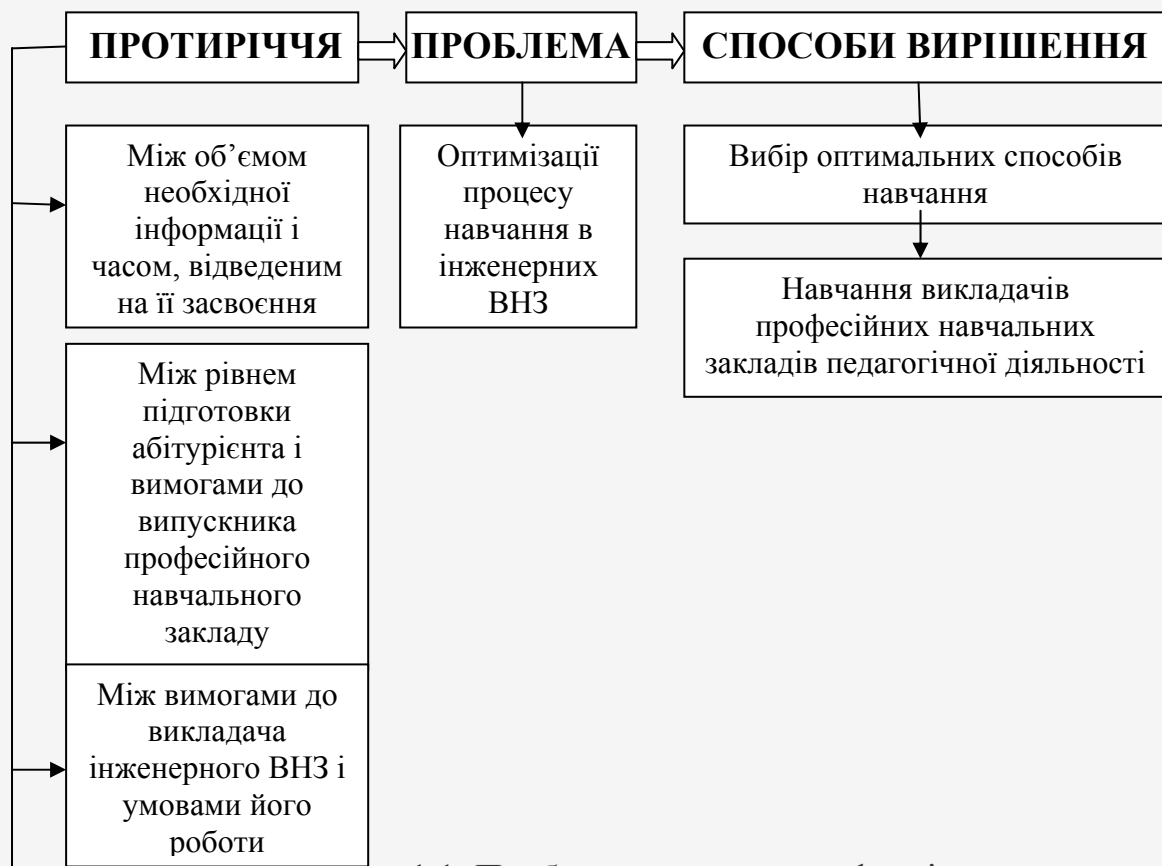 ПРОТИРІЧЧЯ
ПРОБЛЕМА
СПОСОБИ ВИРІШЕННЯ
Між об’ємом
необхідної
інформації і
часом, відведеним
на її засвоєння
Оптимізації
процесу
навчання в
інженерних
ВНЗ
Вибір оптимальних способів
навчання
Навчання викладачів
професійних навчальних
закладів педагогічної діяльності
Між рівнем
підготовки
абітурієнта і
вимогами до
випускника
професійного
навчального
закладу
Між вимогами до
викладача
інженерного ВНЗ і
умовами його
роботи